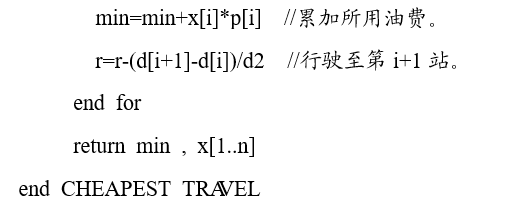 min=min+x[i]*p[i] //累加所用油费。
r=r-(d[i+1]-d[i])/d2 //行驶至第 i+1 站。
end for
return min , x[1..n]
end CHEAPEST TRAVEL